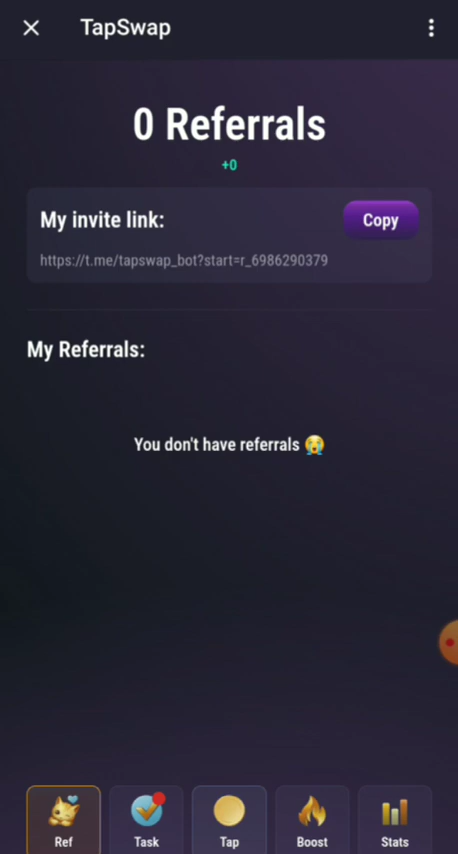 TapSwap
0 Referrals
+0
My invite link:
Copy
https://t.me/tapswap_bot?start=r_6986290379
My Referrals:
You don't have referrals 😭
Ref
Task
Tap
Boost
Stats